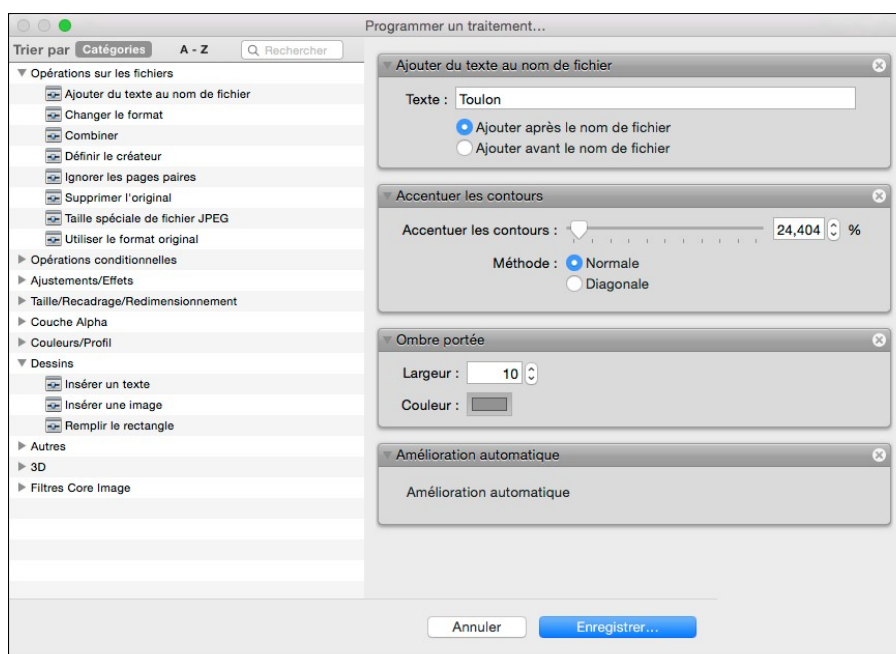 Programmer un traitement...
Trier par Catégories A - Z Rechercher
Opérations sur les fichiers
Ajouter du texte au nom de fichier
Changer le format
Combiner
Définir le créateur
Ignorer les pages paires
Supprimer l'original
Taille spéciale de fichier JPEG
Utiliser le format original
Opérations conditionnelles
Ajustements/Effets
Taille/Recadrage/Redimensionnement
Couche Alpha
Couleurs/Profil
Dessins
Insérer un texte
Insérer une image
Remplir le rectangle
Autres
3D
Filtres Core Image
Ajouter du texte au nom de fichier
Texte : Toulon
Ajouter après le nom de fichier
Ajouter avant le nom de fichier
Accentuer les contours
Accentuer les contours : 24,404 %
Méthode : Normale
Diagonale
Ombre portée
Largeur : 10
Couleur :
Amélioration automatique
Amélioration automatique
Annuler Enregistrer...